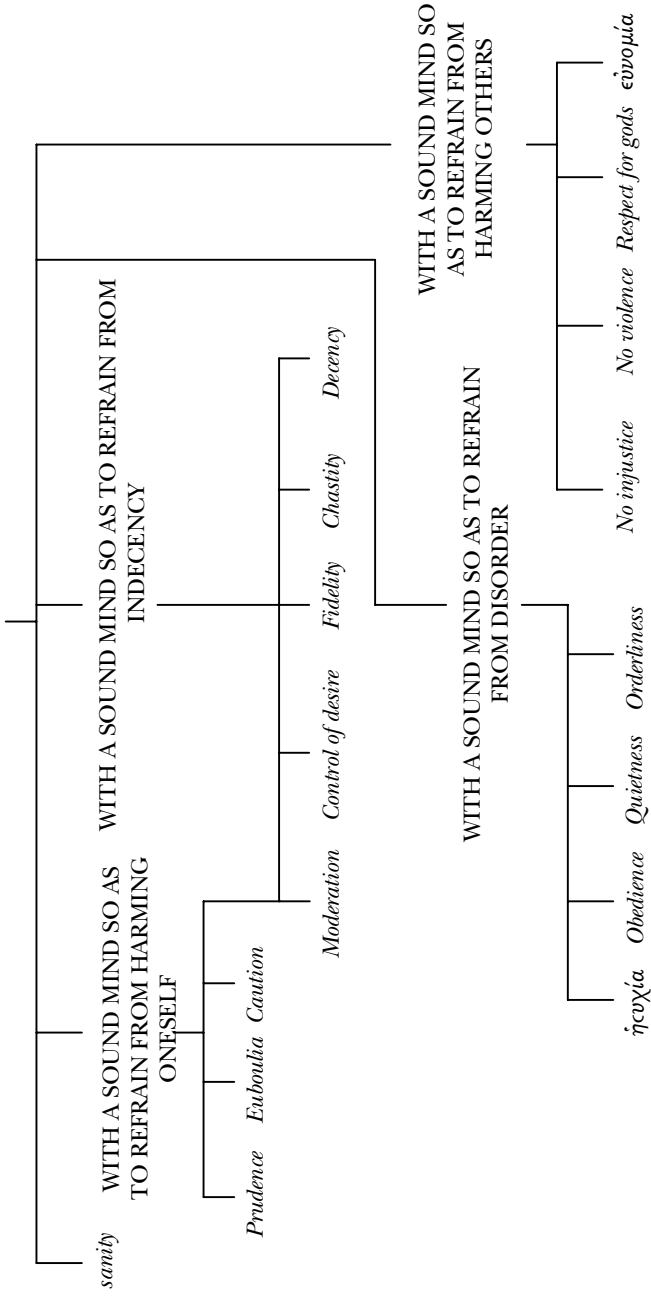 sanity
WITH A SOUND MIND SO AS
TO REFRAIN FROM HARMING
ONESELF
WITH A SOUND MIND SO AS TO REFRAIN FROM
INDECENCY
Prudence Euboulia Caution
Moderation Control of desire Fidelity Chastity Decency
WITH A SOUND MIND SO AS TO REFRAIN
FROM DISORDER
WITH A SOUND MIND SO
AS TO REFRAIN FROM
HARMING OTHERS
ἡϲυχία Obedience Quietness Orderliness
No injustice No violence Respect for gods εὐνομία